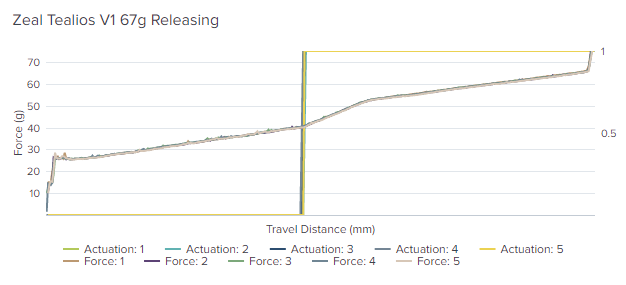 Zeal Tealios V1 67g Releasing
1
70
60
50
40
0.5
30
20
10
Force (g)
Travel Distance (mm)
Actuation: 1 Actuation: 2 Actuation: 3 Actuation: 4 Actuation: 5
Force: 1 Force: 2 Force: 3 Force: 4 Force: 5